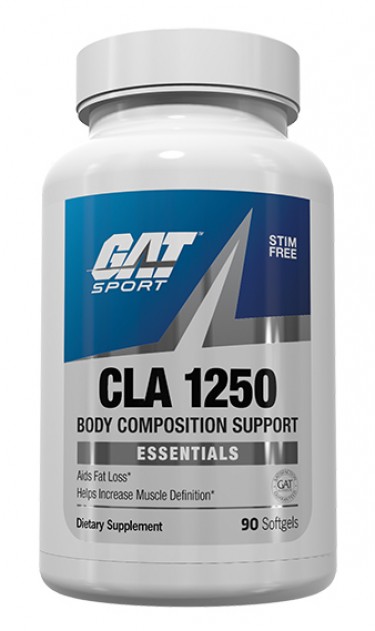 GAT
SPORT
STIM
FREE
CLA 1250
BODY COMPOSITION SUPPORT
ESSENTIALS
Aids Fat Loss*
Helps Increase Muscle Definition*
GAT
Dietary Supplement
90 Softgels